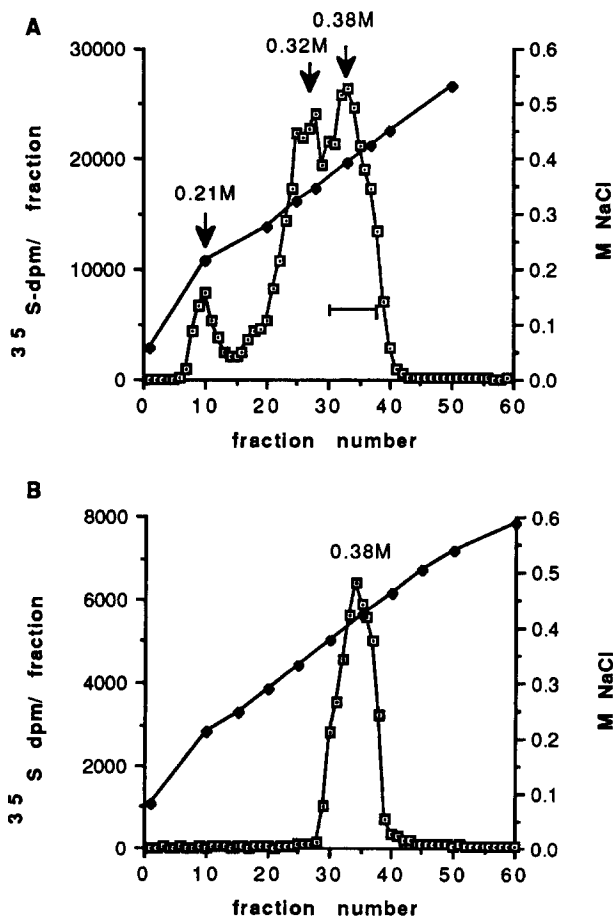 A
0.38M
0.32M
0.21M
30000
20000
10000
0
35 S-dpm/ fraction
0.6
0.5
0.4
0.3
0.2
0.1
0.0
M NaCl
0 10 20 30 40 50 60
fraction number
B
0.38M
8000
6000
4000
2000
0
35 S dpm/ fraction
0.6
0.5
0.4
0.3
0.2
0.1
0.0
M NaCl
0 10 20 30 40 50 60
fraction number